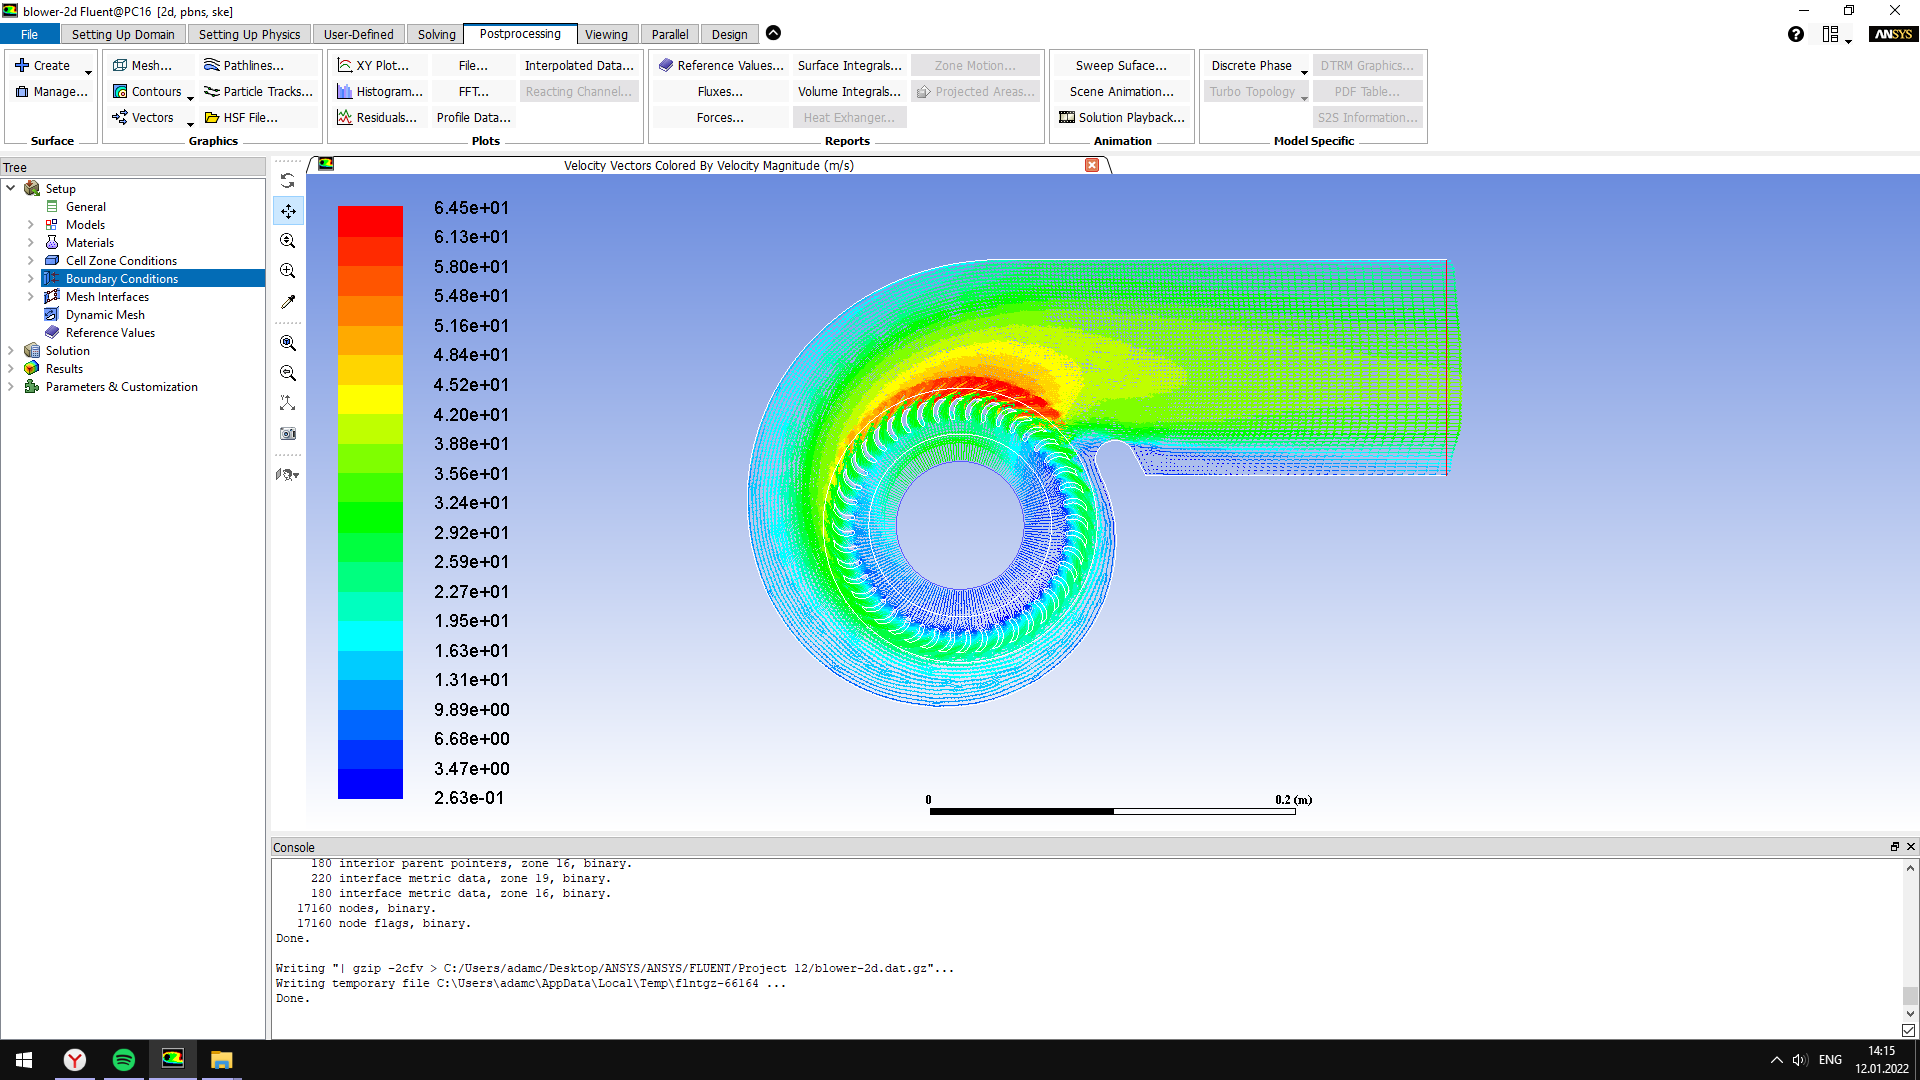 blower-2d Fluent@PC16 [2d, pbns, ske]
File Setting Up Domain Setting Up Physics User-Defined Solving Postprocessing Viewing Parallel Design ANSYS
Create Mesh... Pathlines... XY Plot... File... Interpolated Data... Reference Values... Surface Integrals... Zone Motion... Sweep Suface... Discrete Phase DTRM Graphics...
Manage... Contours Particle Tracks... Histogram... FFT... Reacting Channel... Fluxes... Volume Integrals... Projected Areas... Scene Animation... Turbo Topology PDF Table...
Vectors HSF File... Residuals... Profile Data... Forces... Heat Exhanger... Solution Playback... S2S Information...
Surface Graphics Plots Reports Animation Model Specific
Tree
Setup
General
Models
Materials
Cell Zone Conditions
Boundary Conditions
Mesh Interfaces
Dynamic Mesh
Reference Values
Solution
Results
Parameters & Customization
Velocity Vectors Colored By Velocity Magnitude (m/s)
6.45e+01
6.13e+01
5.80e+01
5.48e+01
5.16e+01
4.84e+01
4.52e+01
4.20e+01
3.88e+01
3.56e+01
3.24e+01
2.92e+01
2.59e+01
2.27e+01
1.95e+01
1.63e+01
1.31e+01
9.89e+00
6.68e+00
3.47e+00
2.63e-01
0 0.2 (m)
Console
180 interior parent pointers, zone 16, binary.
220 interface metric data, zone 19, binary.
180 interface metric data, zone 16, binary.
17160 nodes, binary.
17160 node flags, binary.
Done.
Writing "| gzip -2cfv > C:/Users/adamc/Desktop/ANSYS/ANSYS/FLUENT/Project 12/blower-2d.dat.gz"...
Writing temporary file C:\Users\adamc\AppData\Local\Temp\flntgz-66164 ...
Done.
ENG
14:15
12.01.2022